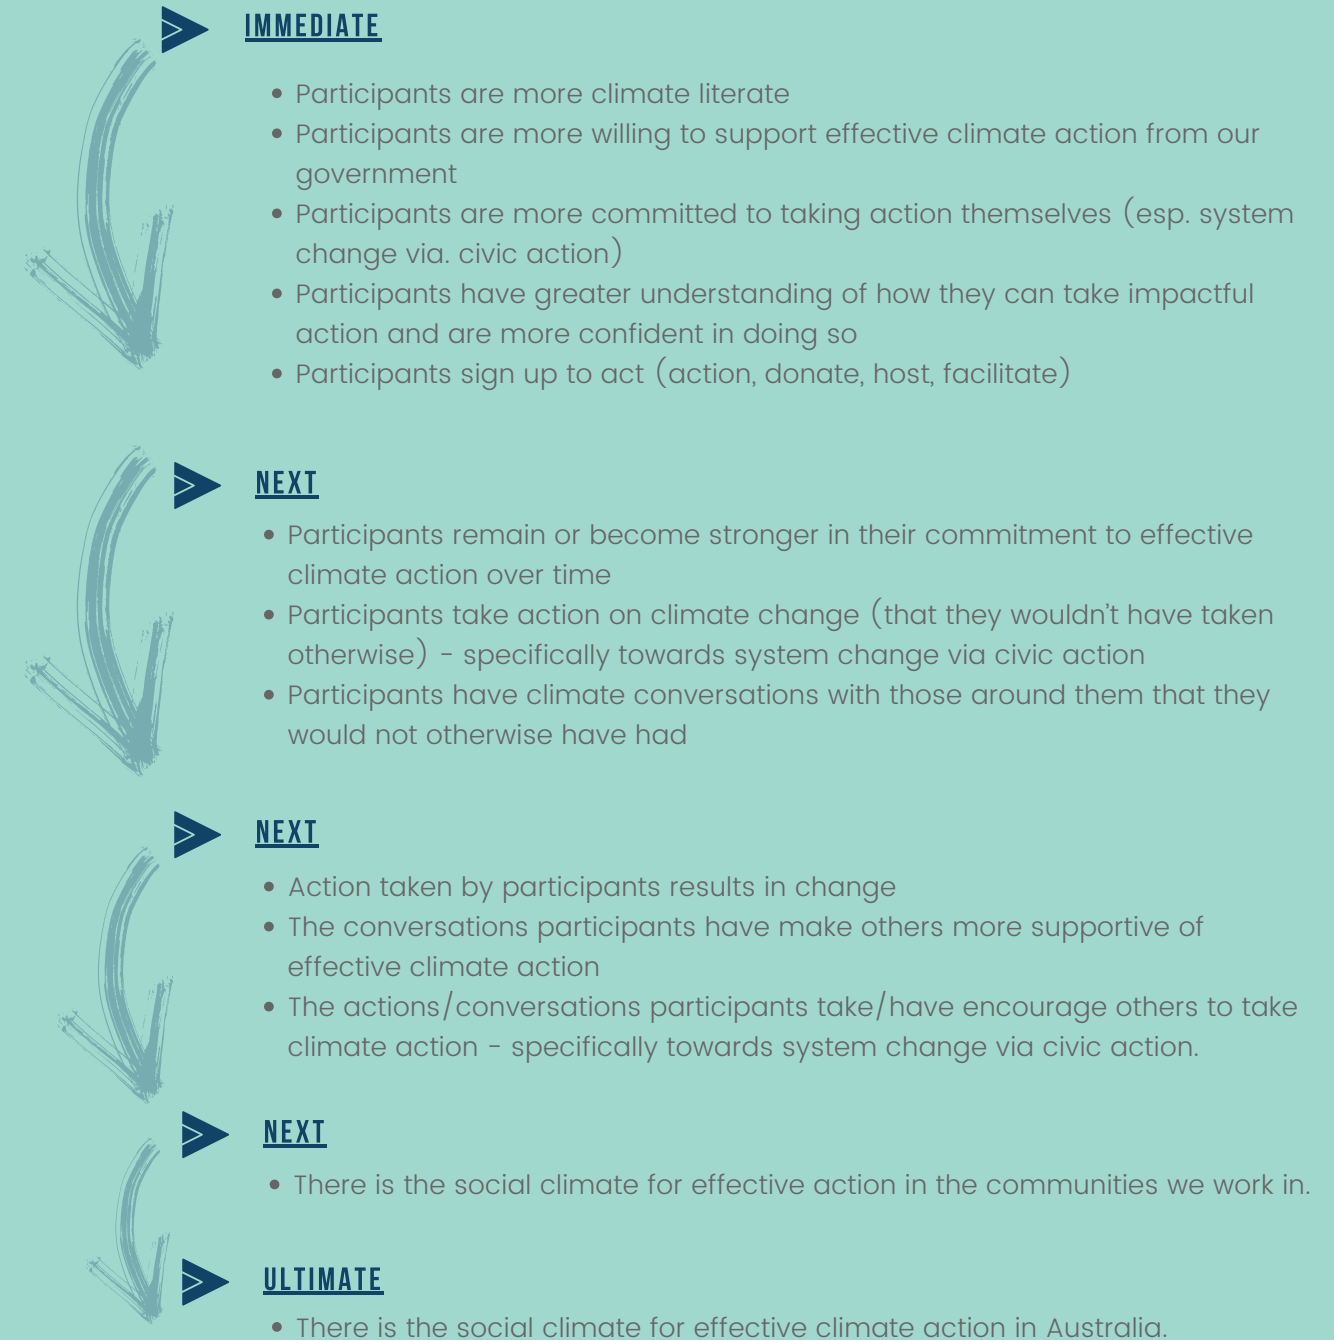 IMMEDIATE
• Participants are more climate literate
• Participants are more willing to support effective climate action from our
government
• Participants are more committed to taking action themselves (esp. system
change via. civic action)
• Participants have greater understanding of how they can take impactful
action and are more confident in doing so
• Participants sign up to act (action, donate, host, facilitate)
NEXT
• Participants remain or become stronger in their commitment to effective
climate action over time
• Participants take action on climate change (that they wouldn’t have taken
otherwise) - specifically towards system change via civic action
• Participants have climate conversations with those around them that they
would not otherwise have had
NEXT
• Action taken by participants results in change
• The conversations participants have make others more supportive of
effective climate action
• The actions/conversations participants take/have encourage others to take
climate action - specifically towards system change via civic action.
NEXT
• There is the social climate for effective action in the communities we work in.
ULTIMATE
• There is the social climate for effective climate action in Australia.